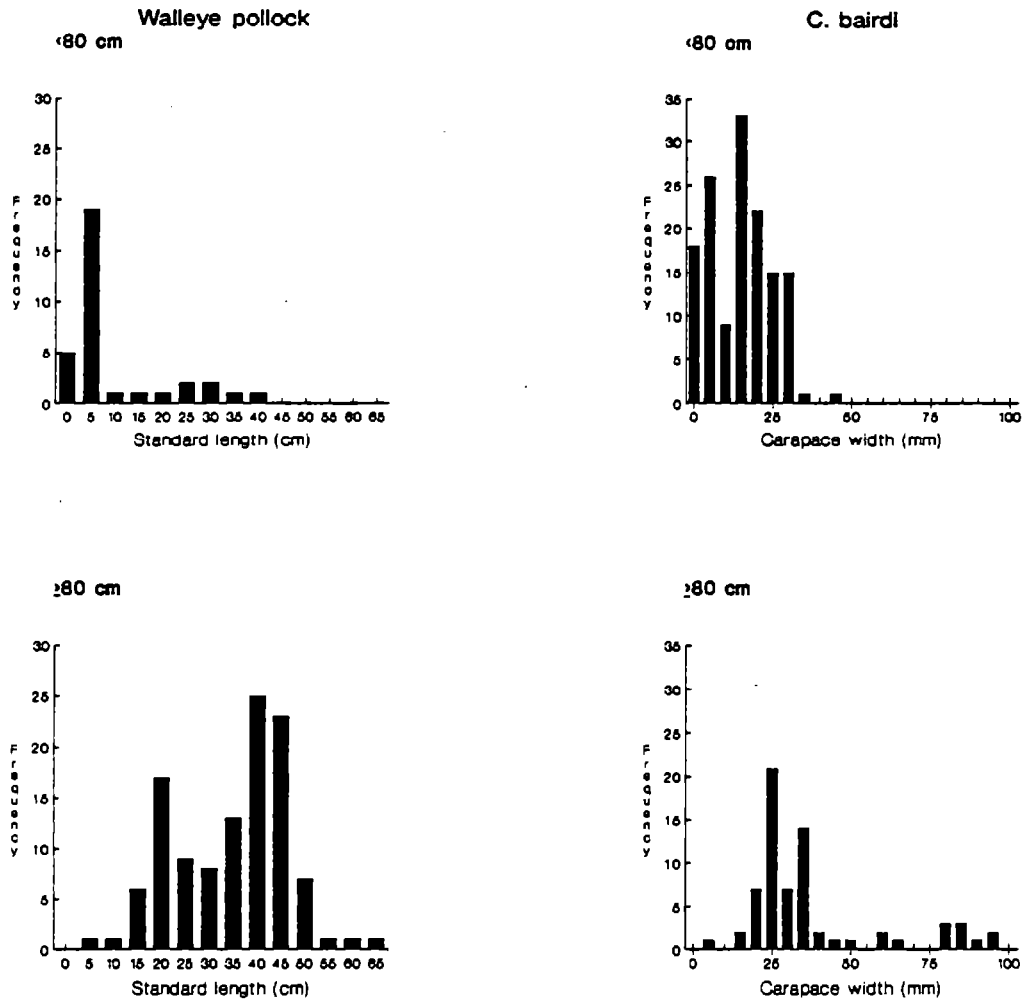 Walleye pollock
<80 cm
30
25
20
15
10
5
0
Frequency
0 5 10 15 20 25 30 35 40 45 50 55 60 65
Standard length (cm)
C. bairdi
<80 cm
35
30
25
20
15
10
5
0
Frequency
0 25 50 75 100
Carapace width (mm)
≥80 cm
30
25
20
15
10
5
0
Frequency
0 5 10 15 20 25 30 35 40 45 50 55 60 65
Standard length (cm)
≥80 cm
35
30
25
20
15
10
5
0
Frequency
0 25 50 75 100
Carapace width (mm)